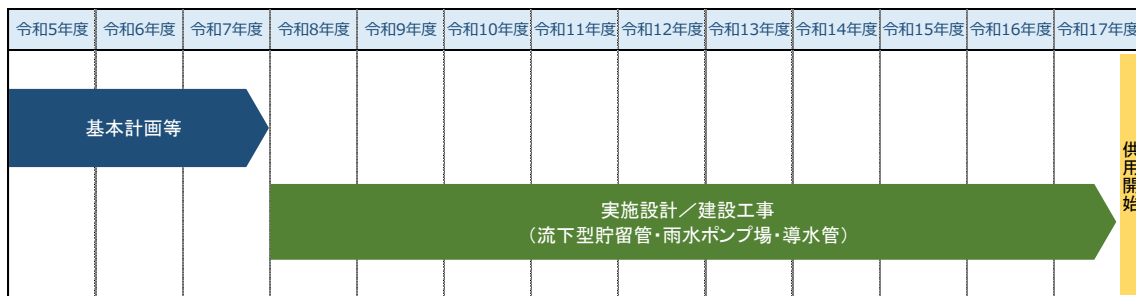 令和5年度 令和6年度 令和7年度 令和8年度 令和9年度 令和10年度 令和11年度 令和12年度 令和13年度 令和14年度 令和15年度 令和16年度 令和17年度
基本計画等
実施設計／建設工事
（流下型貯留管・雨水ポンプ場・導水管）
供用開始